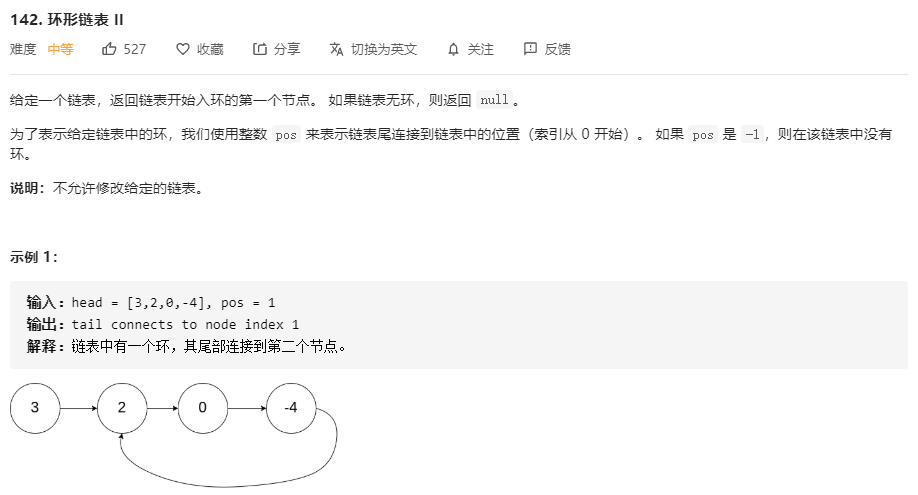 142. 环形链表 II
难度 中等 527 收藏 分享 切换为英文 关注 反馈
给定一个链表，返回链表开始入环的第一个节点。 如果链表无环，则返回 null。
为了表示给定链表中的环，我们使用整数 pos 来表示链表尾连接到链表中的位置（索引从 0 开始）。 如果 pos 是 -1，则在该链表中没有
环。
说明：不允许修改给定的链表。
示例 1：
输入：head = [3,2,0,-4], pos = 1
输出：tail connects to node index 1
解释：链表中有一个环，其尾部连接到第二个节点。
3 2 0 -4